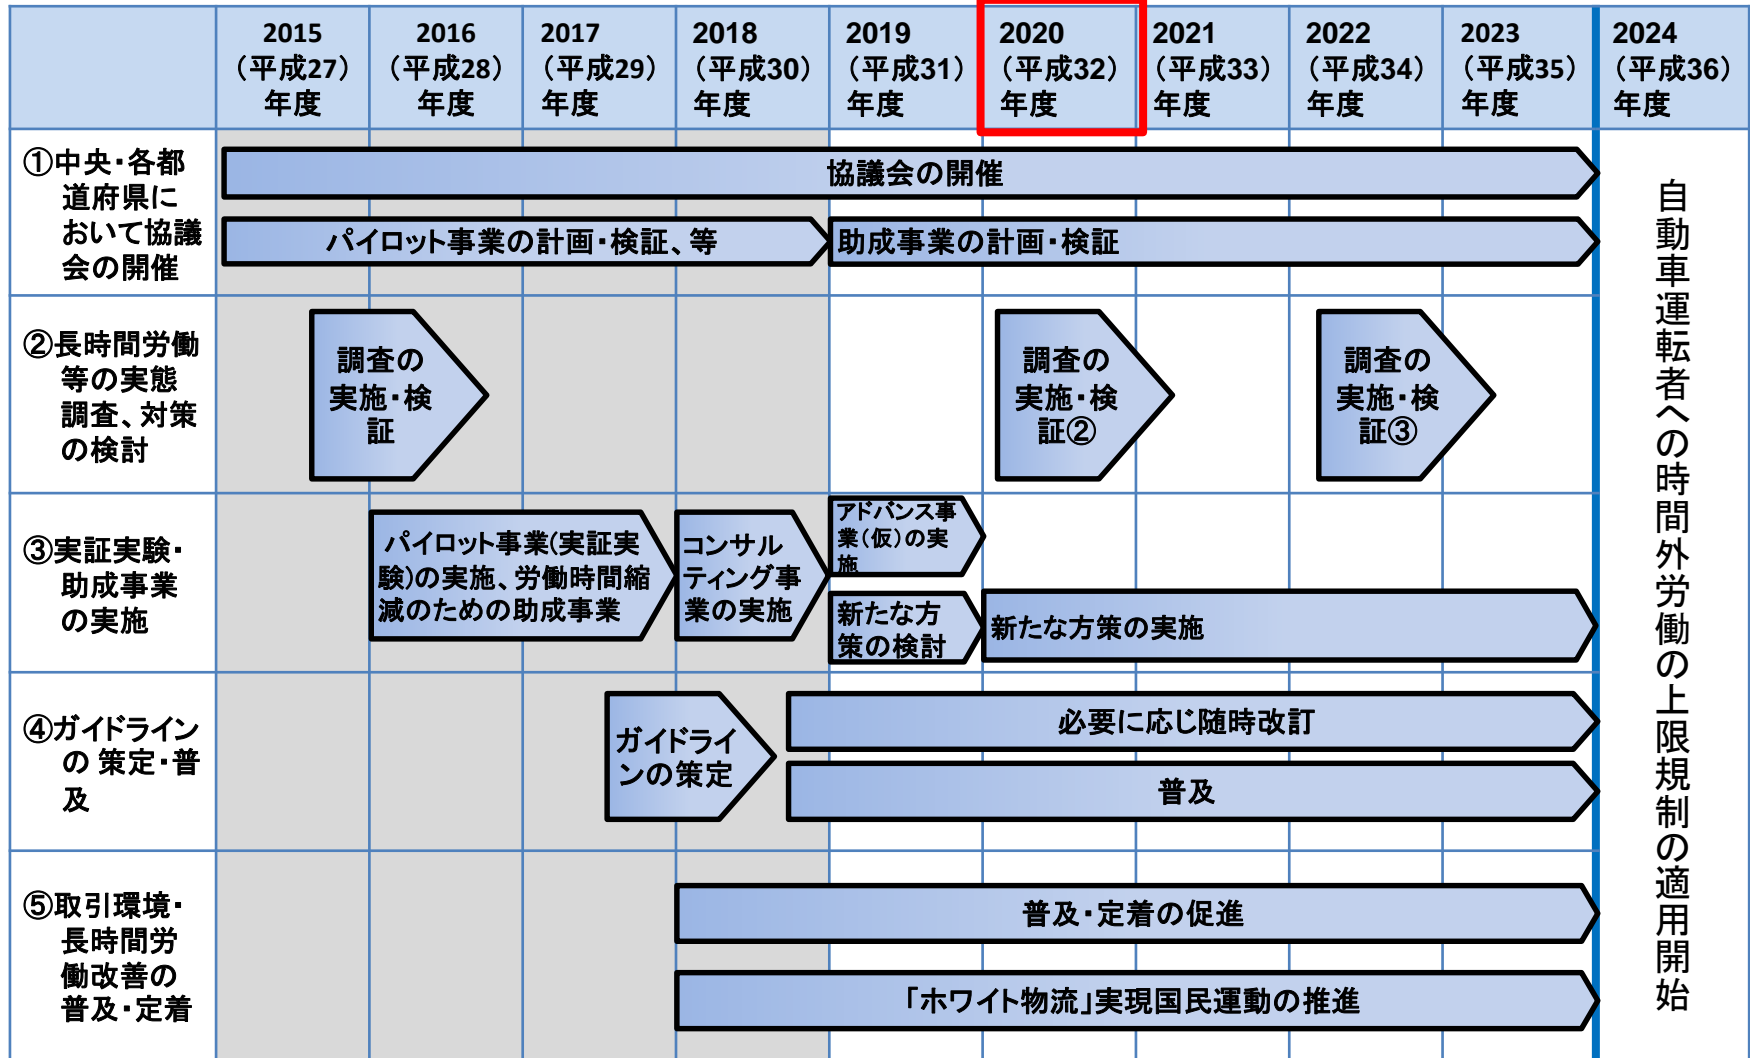 2015
（平成27）
年度
2016
（平成28）
年度
2017
（平成29）
年度
2018
（平成30）
年度
2019
（平成31）
年度
2020
（平成32）
年度
2021
（平成33）
年度
2022
（平成34）
年度
2023
（平成35）
年度
2024
（平成36）
年度
①中央・各都
道府県に
おいて協議
会の開催
協議会の開催
パイロット事業の計画・検証、等
助成事業の計画・検証
②長時間労働
等の実態
調査、対策
の検討
調査の
実施・検
証
調査の
実施・検
証②
調査の
実施・検
証③
③実証実験・
助成事業
の実施
パイロット事業(実証実
験)の実施、労働時間縮
減のための助成事業
コンサル
ティング事
業の実施
アドバンス事
業（仮）の実
施
新たな方
策の検討
新たな方策の実施
④ガイドライン
の 策定・普
及
ガイドライ
ンの策定
必要に応じ随時改訂
普及
⑤取引環境・
長時間労
働改善の
普及・定着
普及・定着の促進
「ホワイト物流」実現国民運動の推進
自動車運転者への時間外労働の上限規制の適用開始